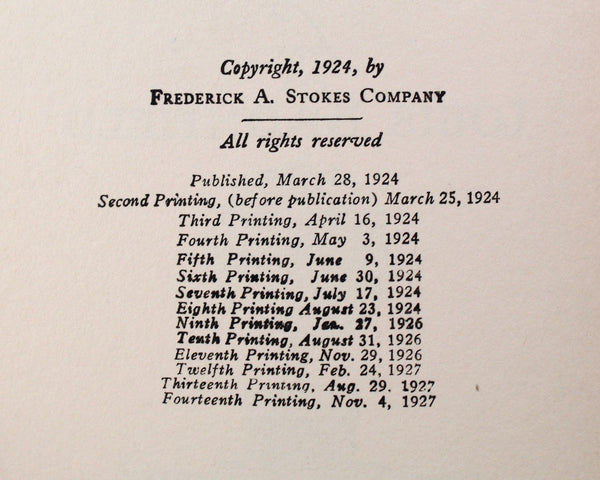 Copyright, 1924, by
FREDERICK A. STOKES COMPANY
All rights reserved
Published, March 28, 1924
Second Printing, (before publication) March 25, 1924
Third Printing, April 16, 1924
Fourth Printing, May 3, 1924
Fifth Printing, June 9, 1924
Sixth Printing, June 30, 1924
Seventh Printing, July 17, 1924
Eighth Printing August 23, 1924
Ninth Printing, Jan. 27, 1926
Tenth Printing, August 31, 1926
Eleventh Printing, Nov. 29, 1926
Twelfth Printing, Feb. 24, 1927
Thirteenth Printing, Aug. 29. 1927
Fourteenth Printing, Nov. 4, 1927